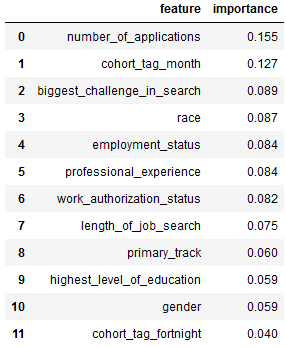 feature importance
0 number_of_applications 0.155
1 cohort_tag_month 0.127
2 biggest_challenge_in_search 0.089
3 race 0.087
4 employment_status 0.084
5 professional_experience 0.084
6 work_authorization_status 0.082
7 length_of_job_search 0.075
8 primary_track 0.060
9 highest_level_of_education 0.059
10 gender 0.059
11 cohort_tag_fortnight 0.040